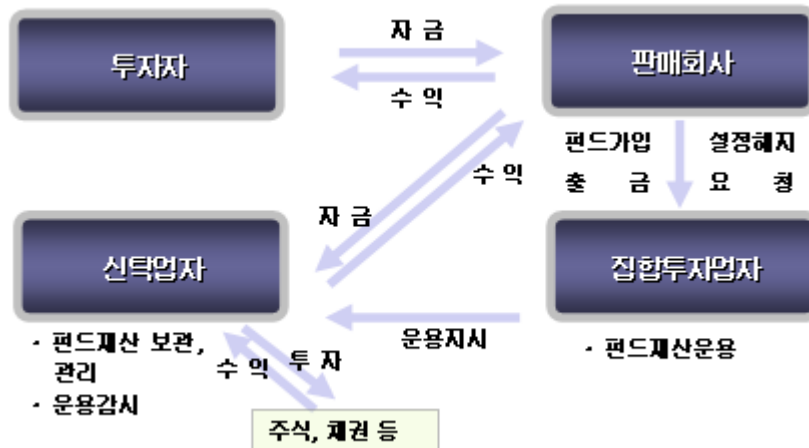 투자자
자 금
수 익
판매회사
펀드가입 설정해지
출 금 요 청
수 익
자 금
신탁업자
집합투자업자
운용지시
· 펀드재산 보관,
관리
· 운용감시
수 익 투 자
· 펀드재산운용
주식, 채권 등